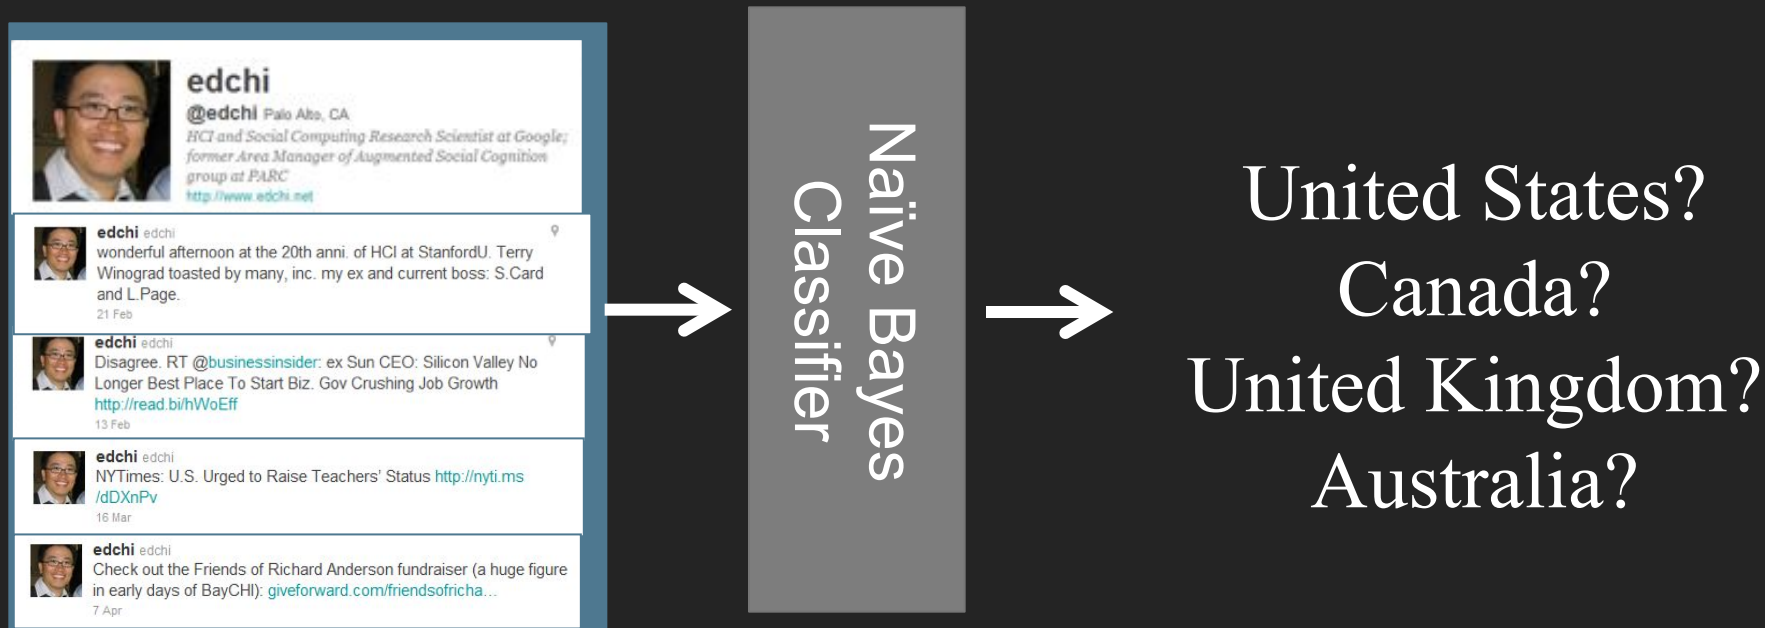 edchi
@edchi Palo Alto, CA
HCI and Social Computing Research Scientist at Google;
former Area Manager of Augmented Social Cognition
group at PARC
http://www.edchi.net
edchi edchi
wonderful afternoon at the 20th anni. of HCI at StanfordU. Terry
Winograd toasted by many, inc. my ex and current boss: S.Card
and L.Page.
21 Feb
edchi edchi
Disagree. RT @businessinsider: ex Sun CEO: Silicon Valley No
Longer Best Place To Start Biz. Gov Crushing Job Growth
http://read.bi/hWoEff
13 Feb
edchi edchi
NYTimes: U.S. Urged to Raise Teachers' Status http://nyti.ms
/dDXnPv
16 Mar
edchi edchi
Check out the Friends of Richard Anderson fundraiser (a huge figure
in early days of BayCHI): giveforward.com/friendsofricha...
7 Apr
Naïve Bayes
Classifier
United States?
Canada?
United Kingdom?
Australia?